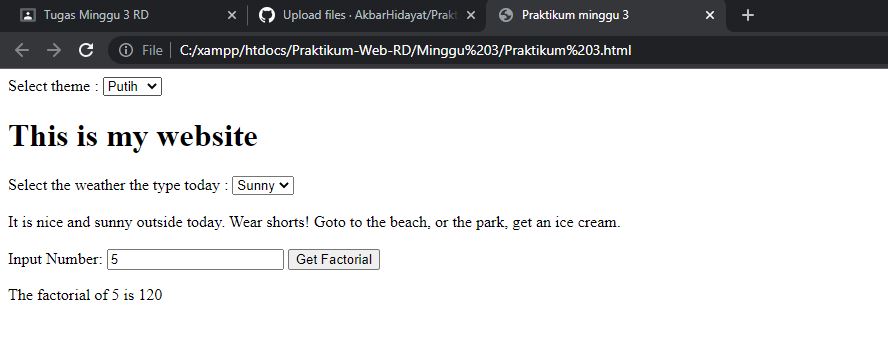 Tugas Minggu 3 RD
Upload files · AkbarHidayat/Prakt
Praktikum minggu 3
File
C:/xampp/htdocs/Praktikum-Web-RD/Minggu%203/Praktikum%203.html
Select theme : Putih
This is my website
Select the weather the type today : Sunny
It is nice and sunny outside today. Wear shorts! Goto to the beach, or the park, get an ice cream.
Input Number: 5 Get Factorial
The factorial of 5 is 120